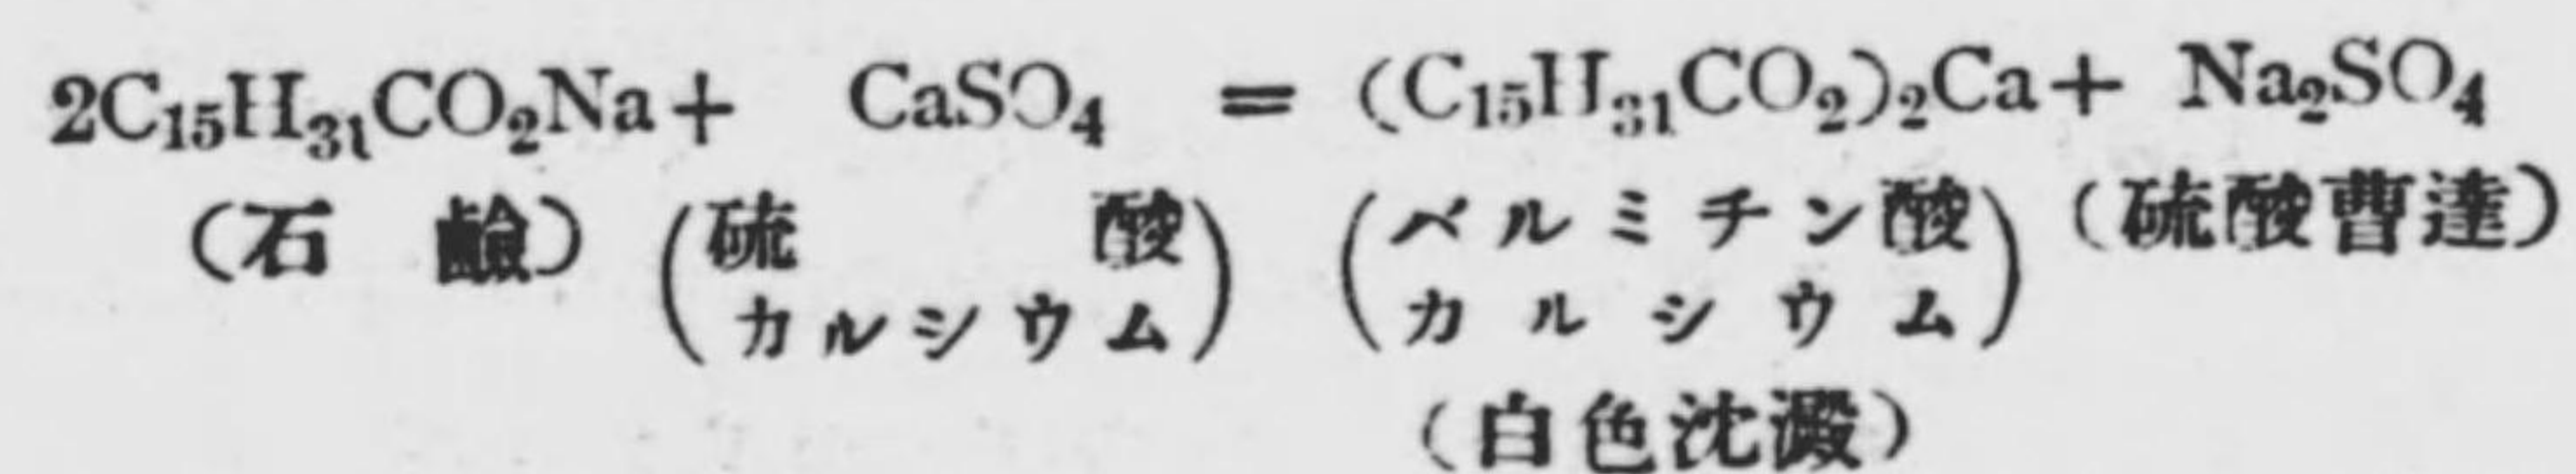 2C₁₅H₃₁CO₂Na+ CaSO₄ = (C₁₅H₃₁CO₂)₂Ca+ Na₂SO₄
(石鹼) (硫酸 (パルミチン酸 (硫酸曹達)
カルシウム) カルシウム)
(白色沈澱)